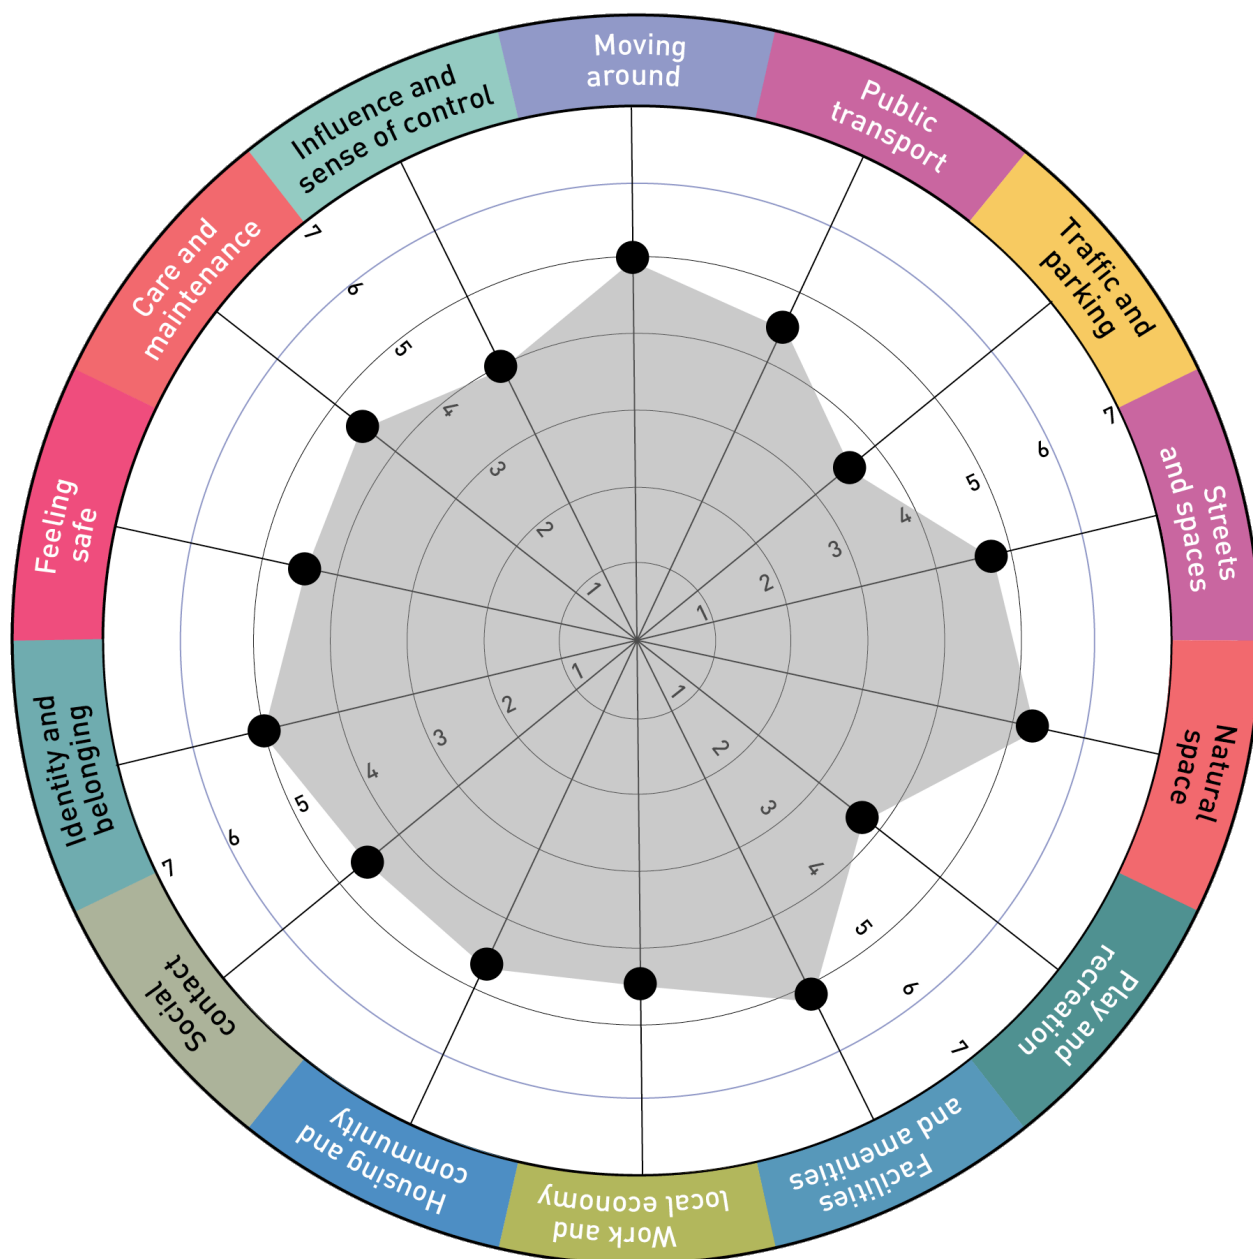 Moving
around
Public
transport
Traffic and
parking
Streets
and spaces
Natural
space
Play and
recreation
Facilities
and amenities
Work and
local economy
Housing and
community
Social
contact
Identity and
belonging
Feeling
safe
Care and
maintenance
Influence and
sense of control
7
6
5
4
3
2
1
7
6
5
4
3
2
1
1
2
3
4
5
6
7
1
2
3
4
5
6
7